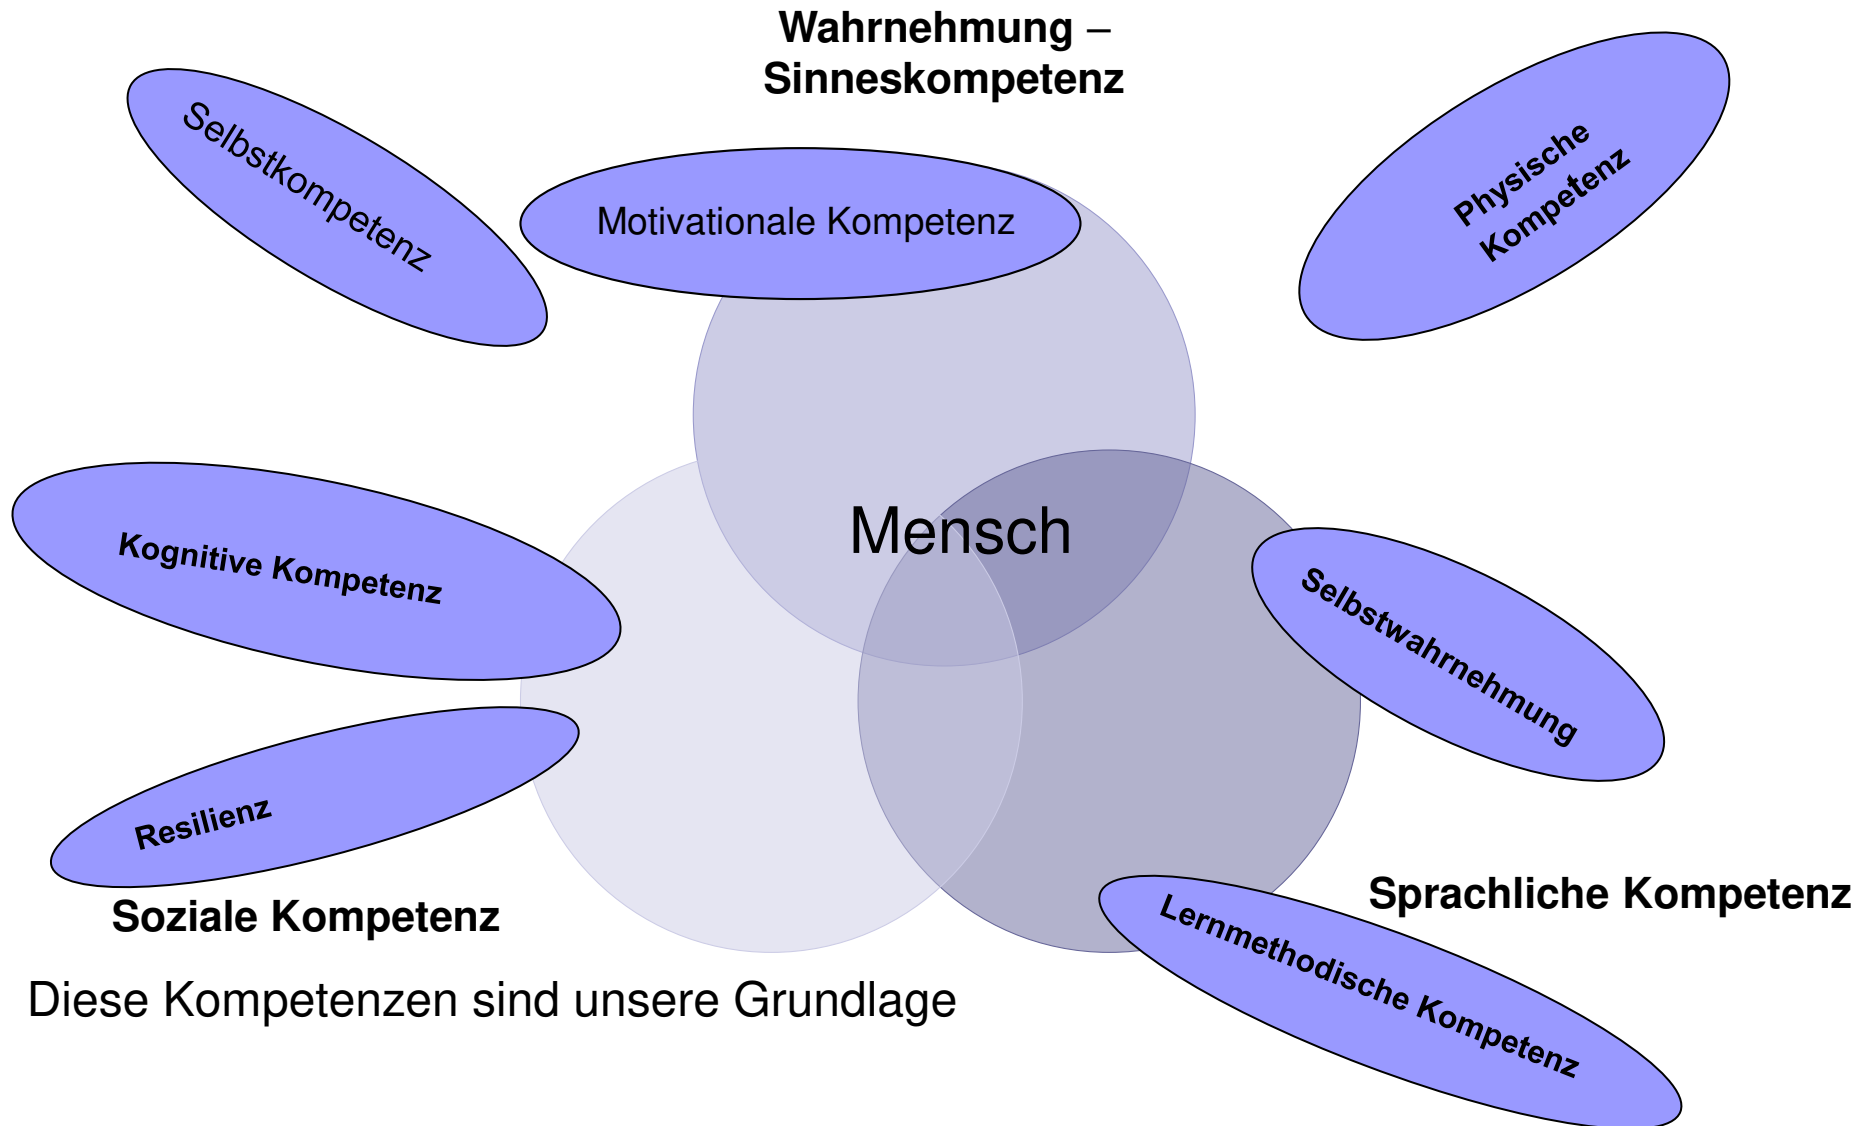 Wahrnehmung –
Sinneskompetenz
Selbstkompetenz
Motivationale Kompetenz
Physische
Kompetenz
Mensch
Kognitive Kompetenz
Selbstwahrnehmung
Resilienz
Soziale Kompetenz
Sprachliche Kompetenz
Lernmethodische Kompetenz
Diese Kompetenzen sind unsere Grundlage